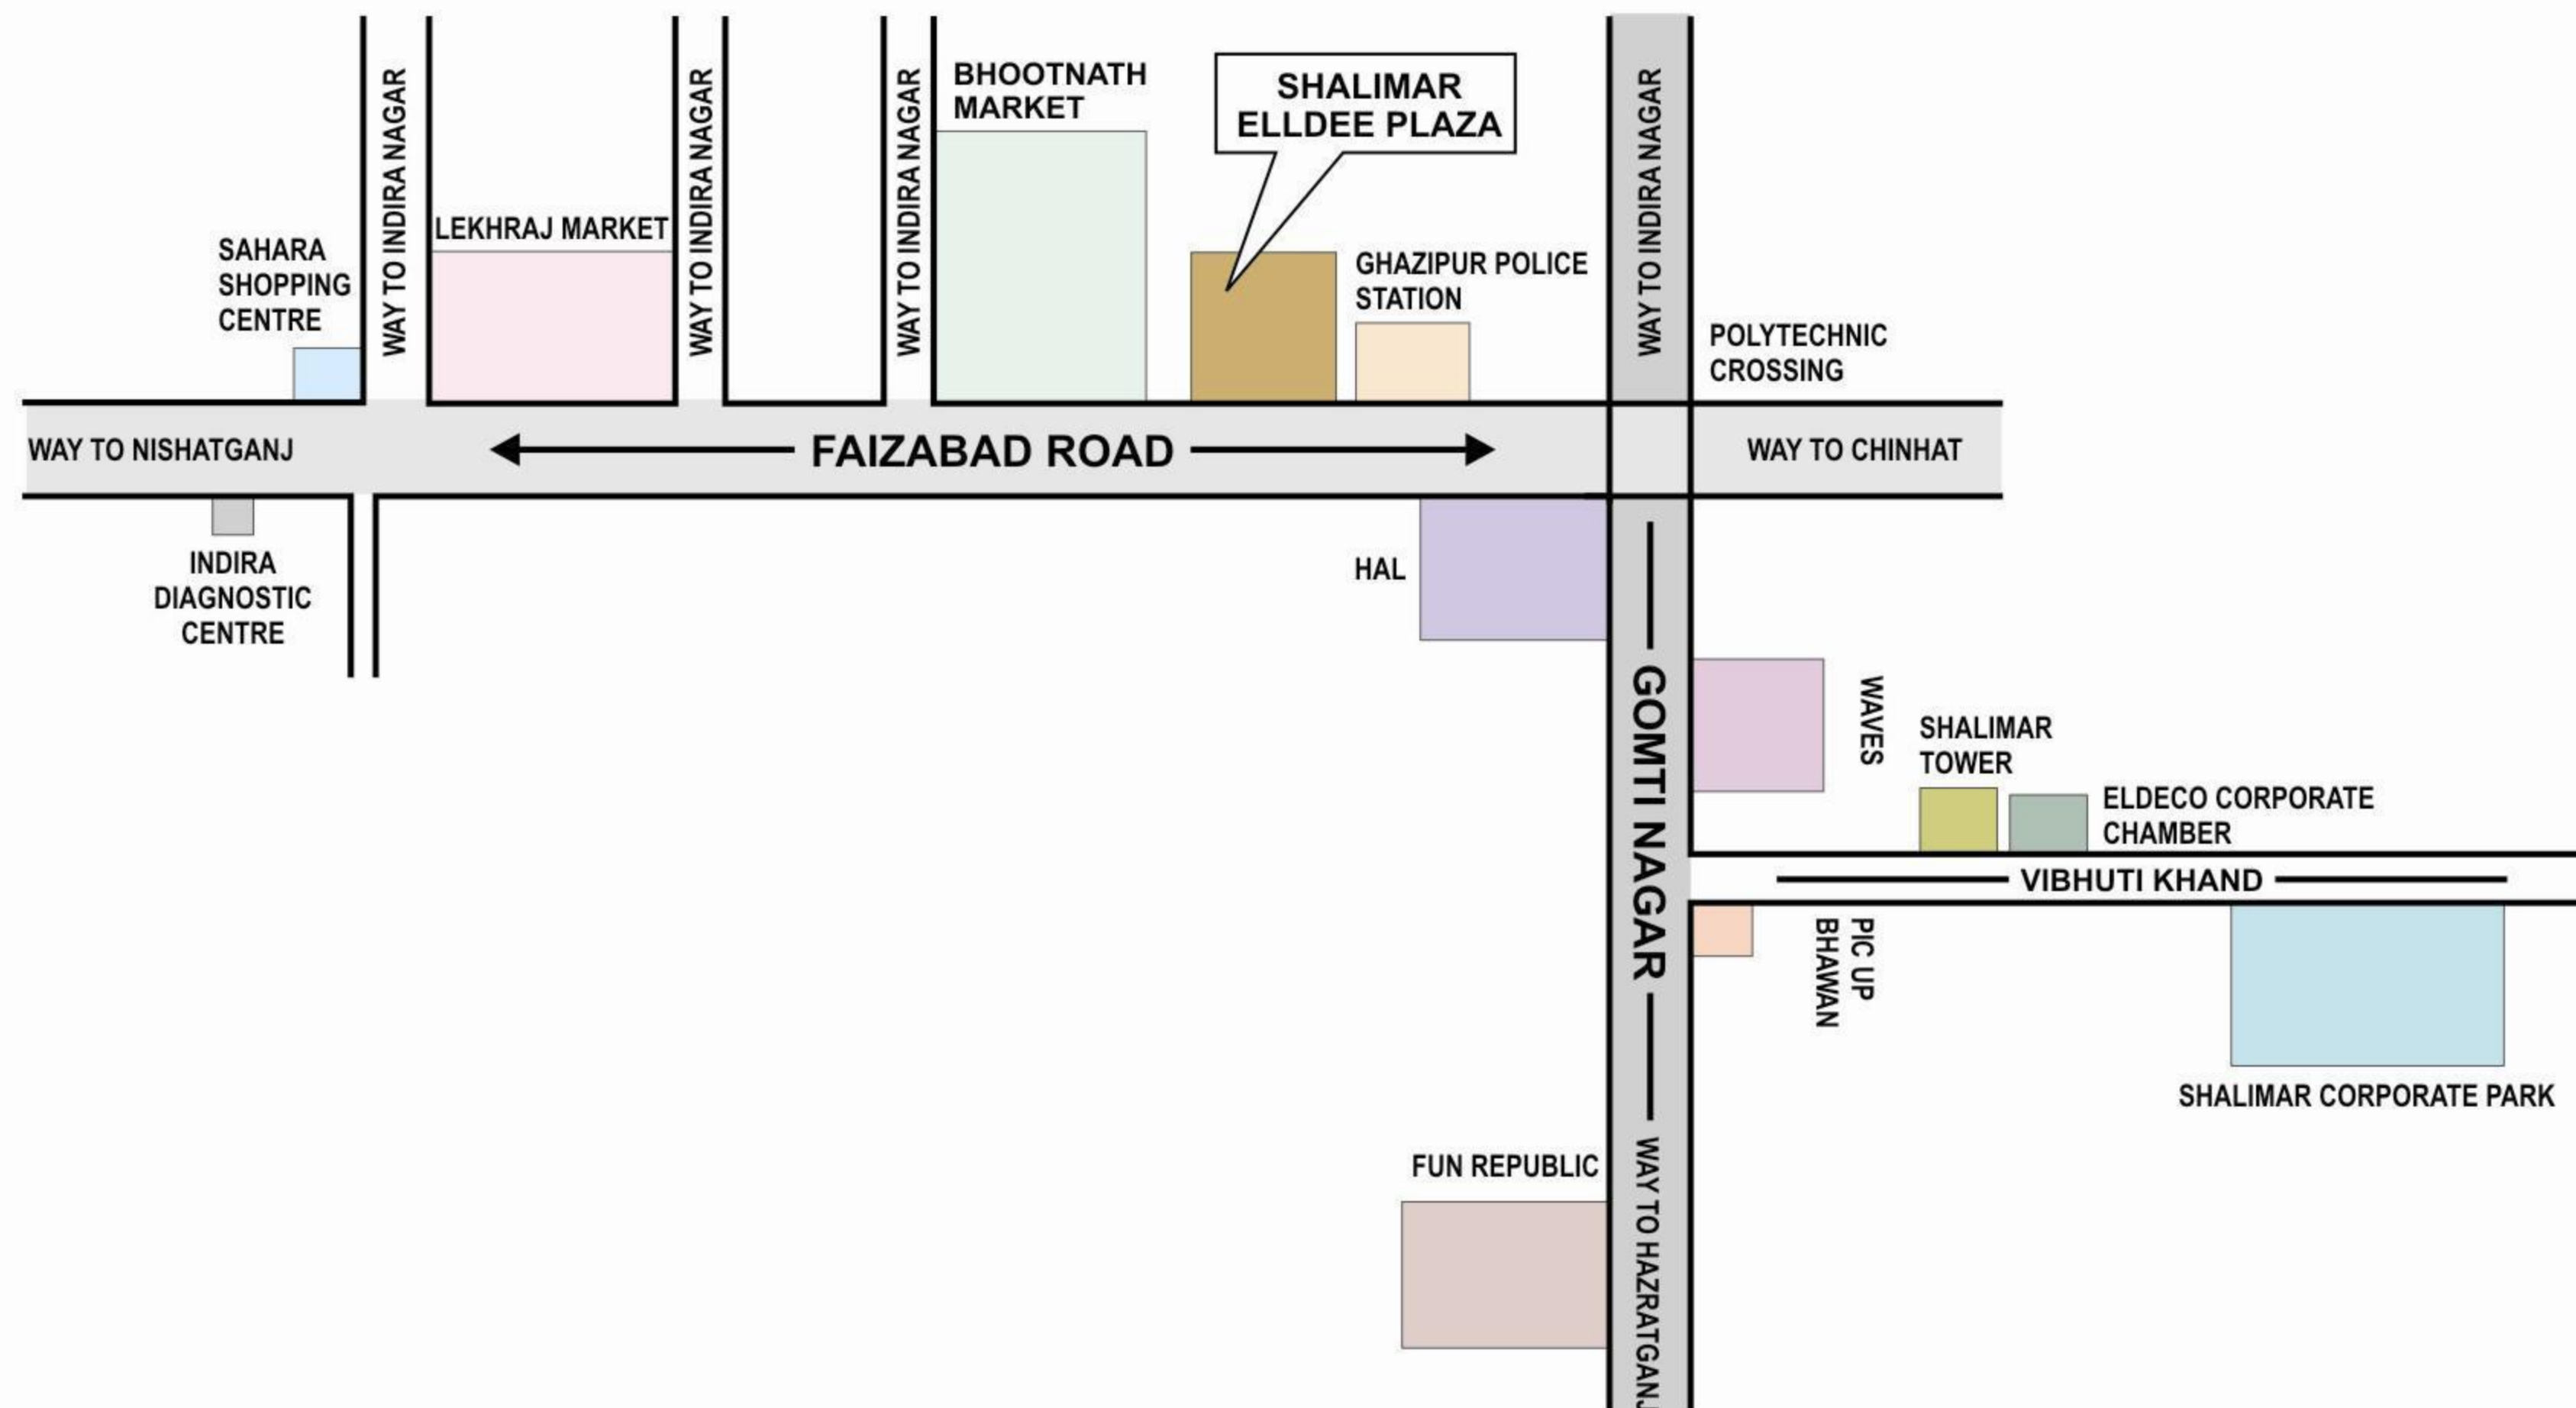 WAY TO INDIRA NAGAR
WAY TO INDIRA NAGAR
WAY TO INDIRA NAGAR
BHOOTNATH
MARKET
SHALIMAR
ELLDEE PLAZA
WAY TO INDIRA NAGAR
LEKHRAJ MARKET
SAHARA
SHOPPING
CENTRE
GHAZIPUR POLICE
STATION
POLYTECHNIC
CROSSING
WAY TO NISHATGANJ
FAIZABAD ROAD
WAY TO CHINHAT
INDIRA
DIAGNOSTIC
CENTRE
HAL
GOMTI NAGAR
WAVES
SHALIMAR
TOWER
ELDECO CORPORATE
CHAMBER
VIBHUTI KHAND
PIC UP
BHAWAN
SHALIMAR CORPORATE PARK
FUN REPUBLIC
WAY TO HAZRATGANJ